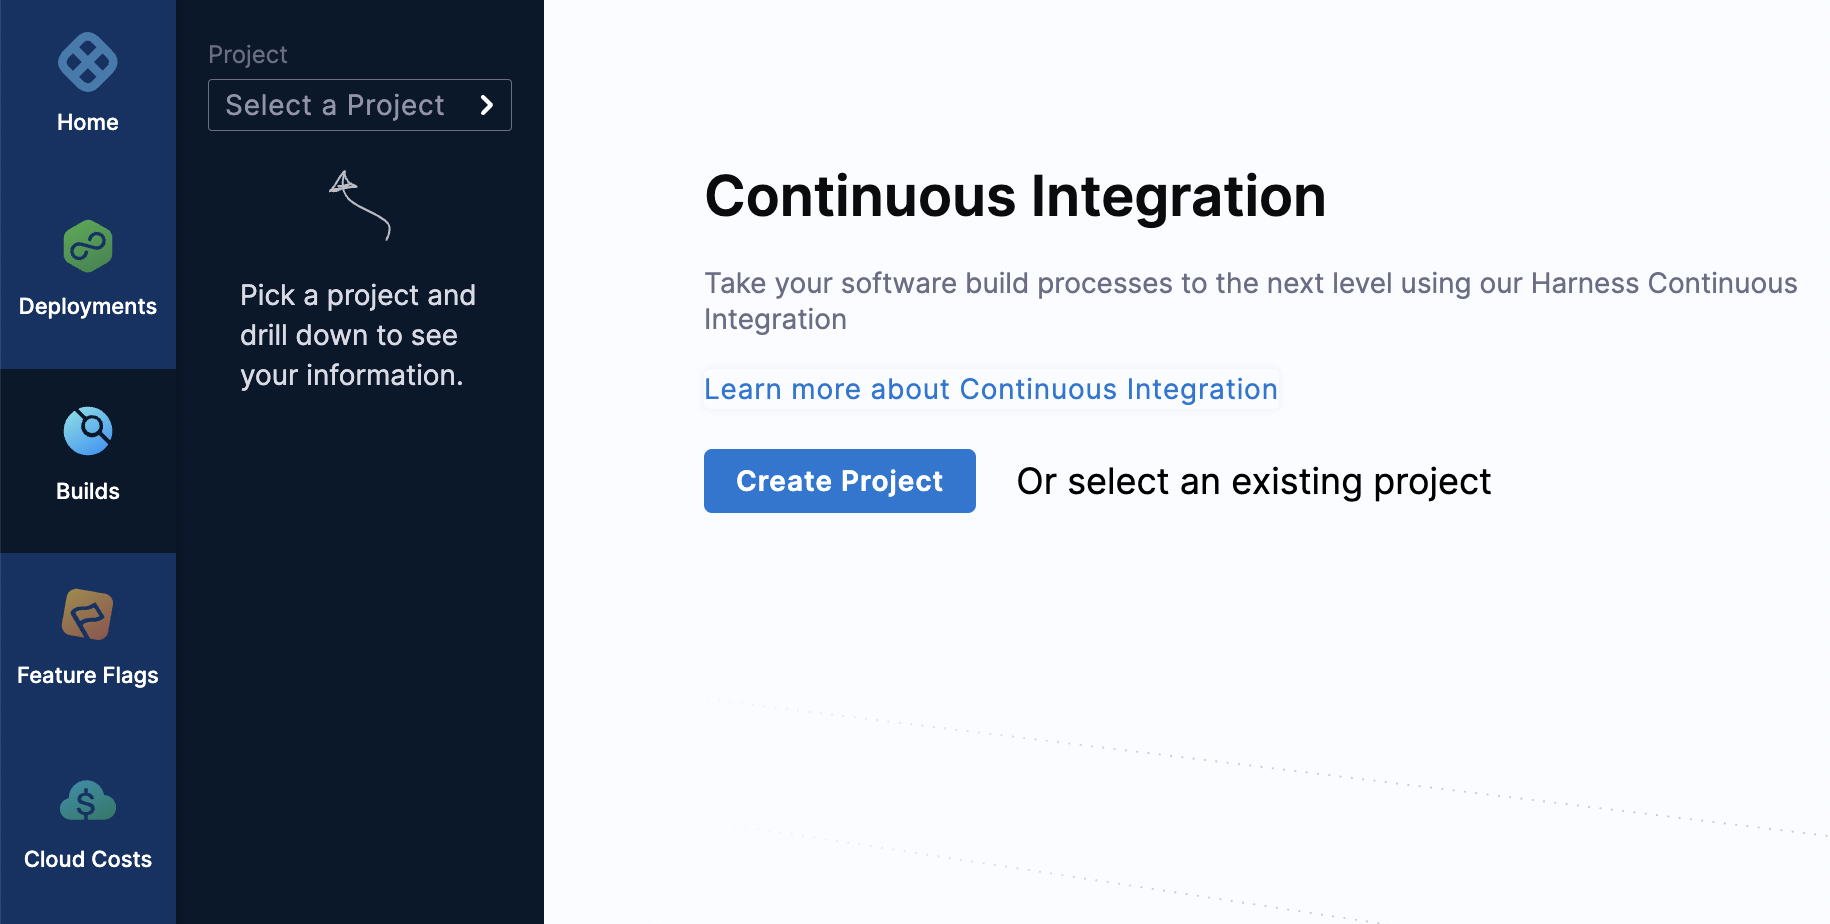 Home
Deployments
Builds
Feature Flags
Cloud Costs
Project
Select a Project
Pick a project and
drill down to see
your information.
Continuous Integration
Take your software build processes to the next level using our Harness Continuous
Integration
Learn more about Continuous Integration
Create Project
Or select an existing project